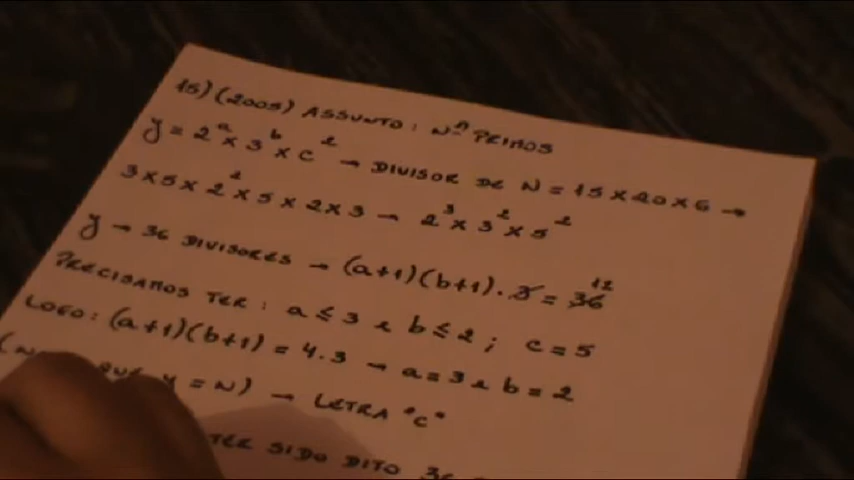 15) (2005) ASSUNTO: Nº PRIMOS
y = 2^a x 3^b x c^2 → DIVISOR DE N = 15 x 20 x 6 →
3 x 5 x 2^2 x 5 x 2 x 3 → 2^3 x 3^2 x 5^2
y → 36 DIVISORES → (a+1)(b+1).3 = 36 12
PRECISAMOS TER: a ≤ 3 e b ≤ 2; c = 5
LOGO: (a+1)(b+1) = 4.3 → a = 3 e b = 2
QUE y = N) → LETRA "C"
TER SIDO DITO 36